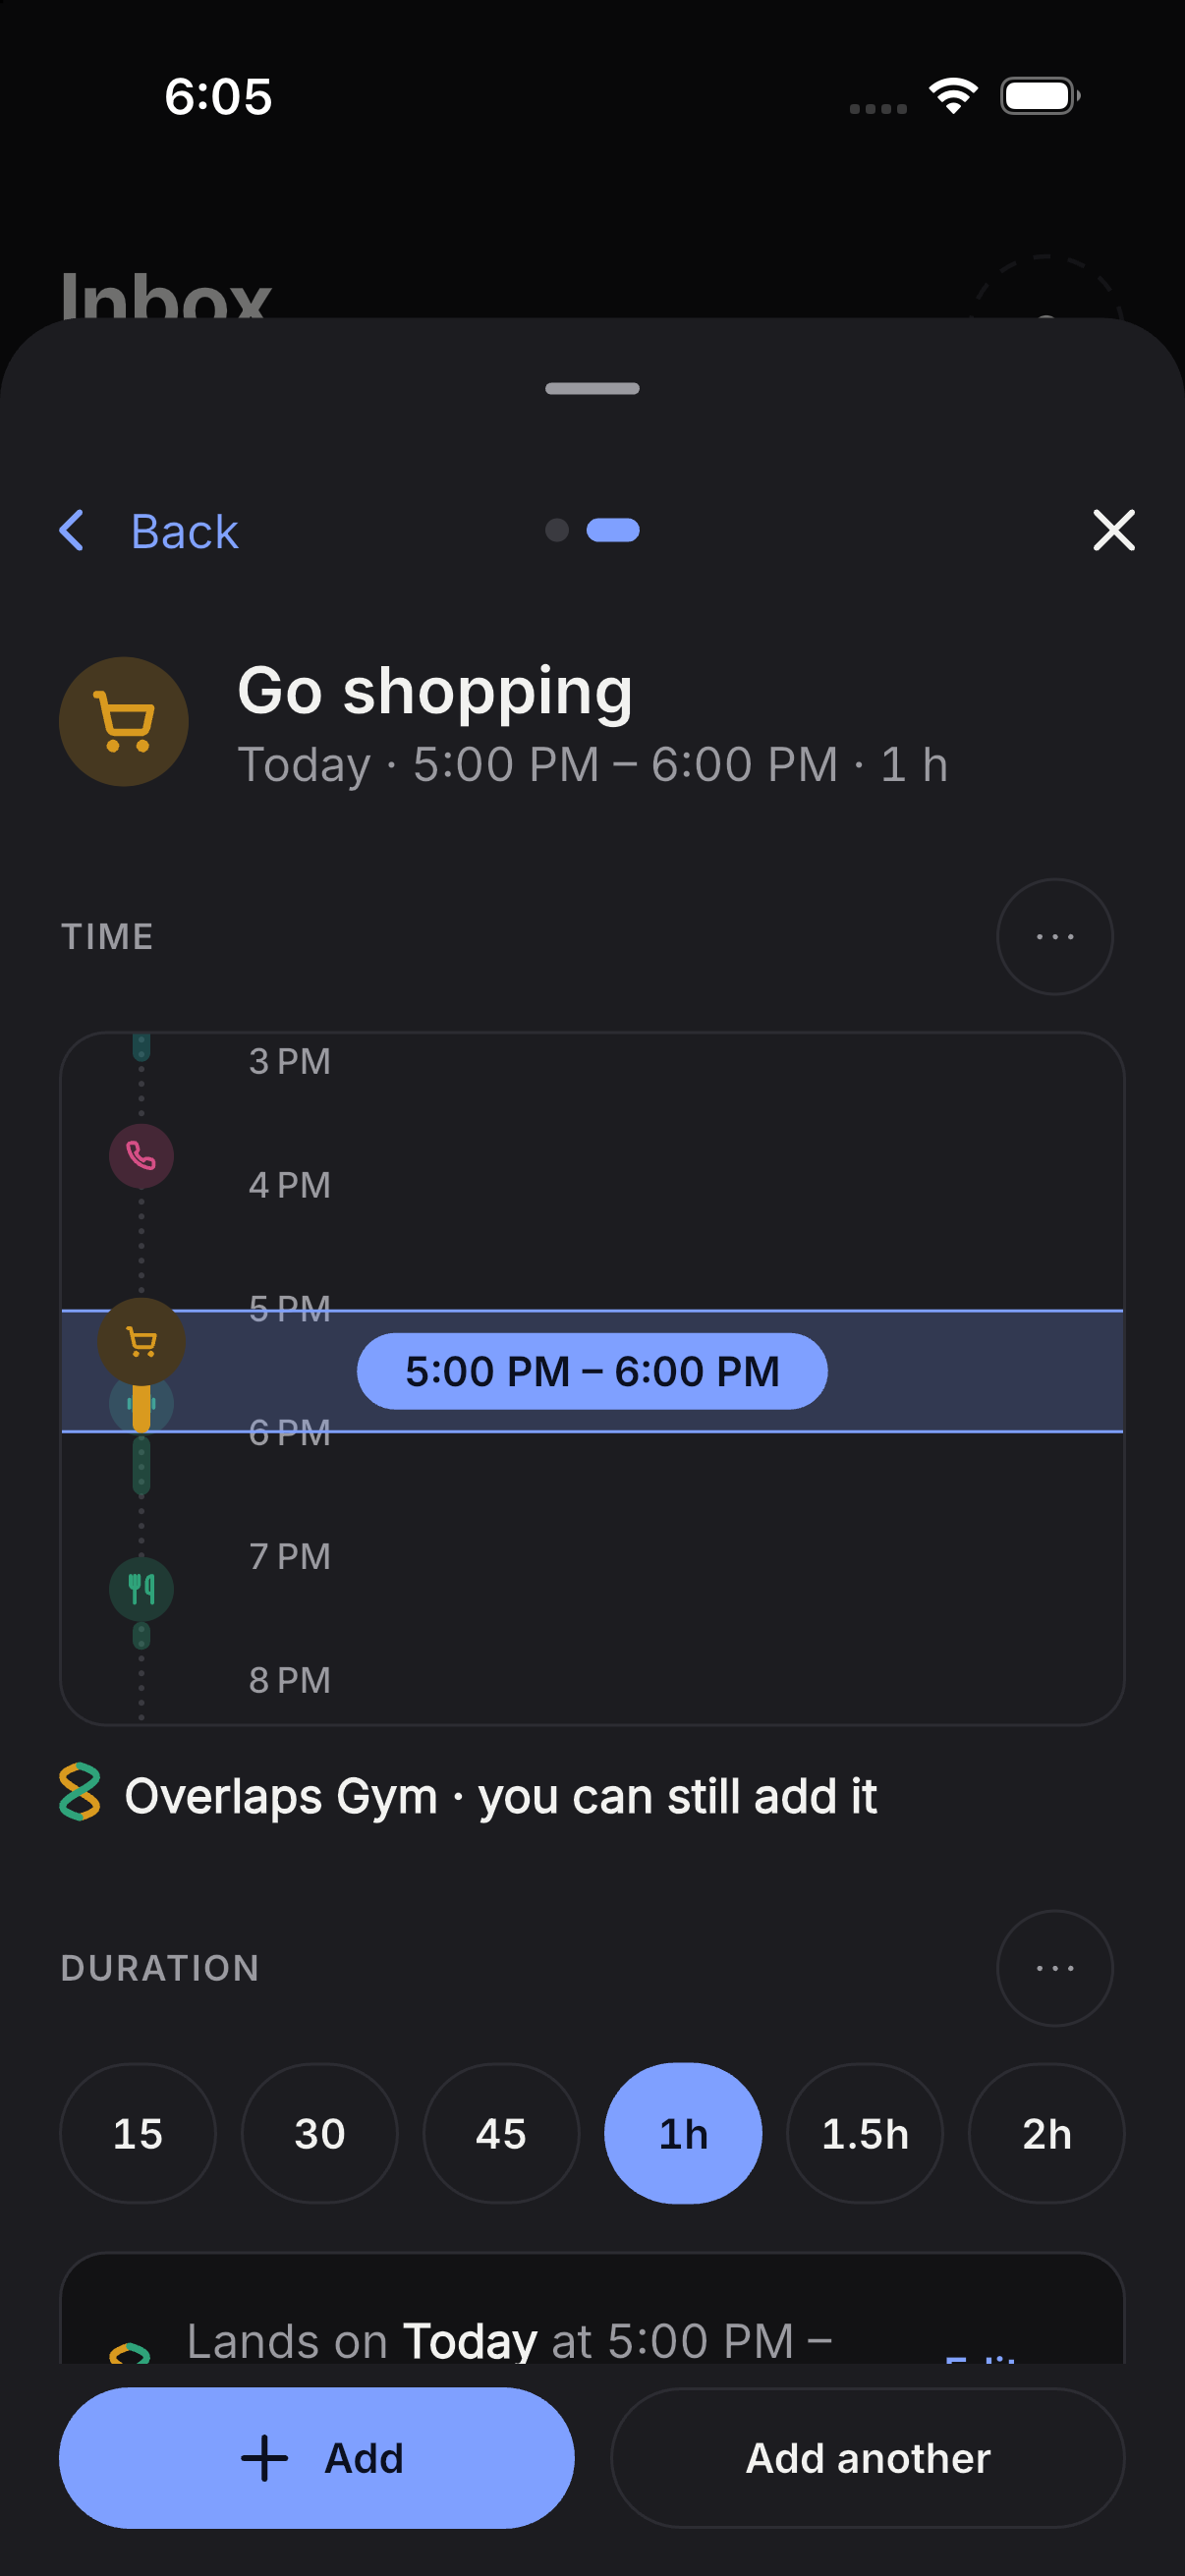 6:05
Inbox
Back
Go shopping
Today · 5:00 PM – 6:00 PM · 1 h
TIME
3 PM
4 PM
5 PM
5:00 PM – 6:00 PM
6 PM
7 PM
8 PM
Overlaps Gym · you can still add it
DURATION
15 30 45 1h 1.5h 2h
Lands on Today at 5:00 PM –
Edit
Add
Add another